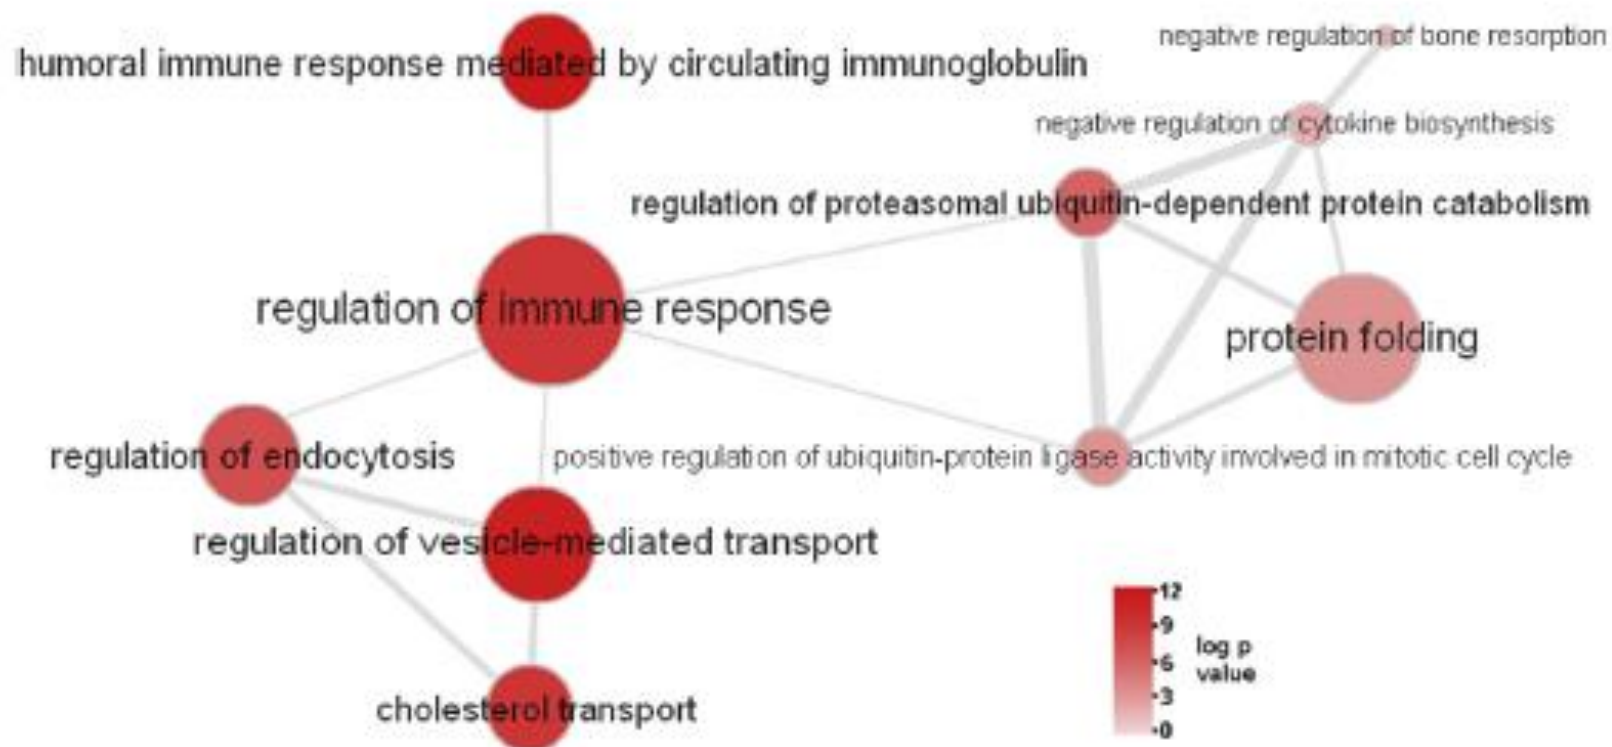 negative regulation of bone resorption
humoral immune response mediated by circulating immunoglobulin
negative regulation of cytokine biosynthesis
regulation of proteasomal ubiquitin-dependent protein catabolism
regulation of immune response
protein folding
regulation of endocytosis
positive regulation of ubiquitin-protein ligase activity involved in mitotic cell cycle
regulation of vesicle-mediated transport
cholesterol transport
12
9
6
3
0
log p
value